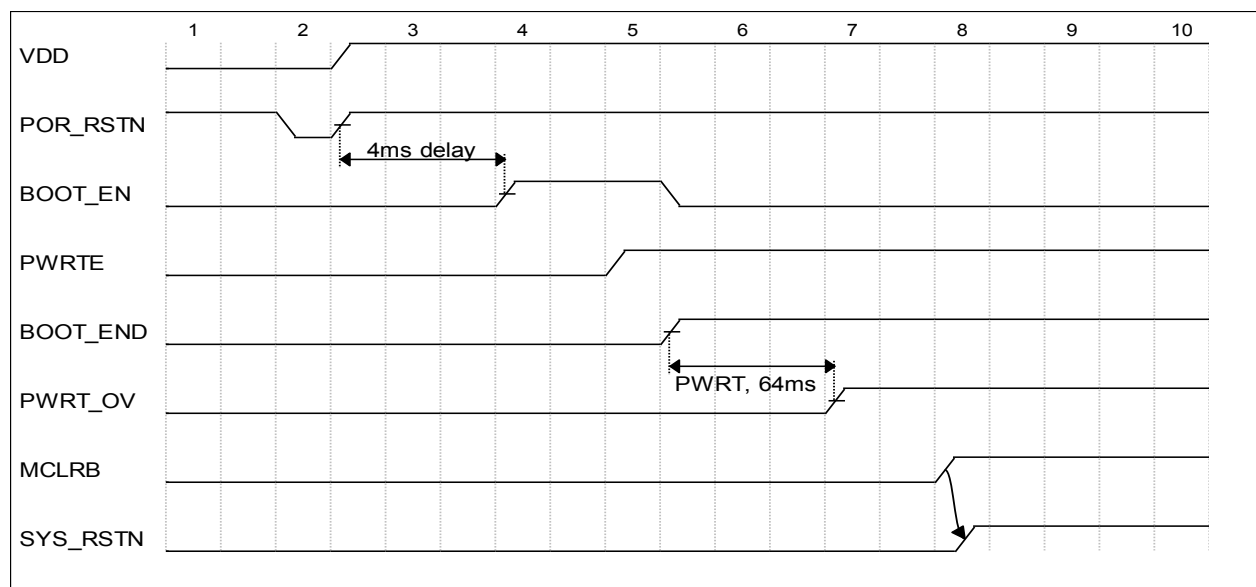 1 2 3 4 5 6 7 8 9 10
VDD
POR_RSTN
4ms delay
BOOT_EN
PWRTE
BOOT_END
PWRT, 64ms
PWRT_OV
MCLRB
SYS_RSTN